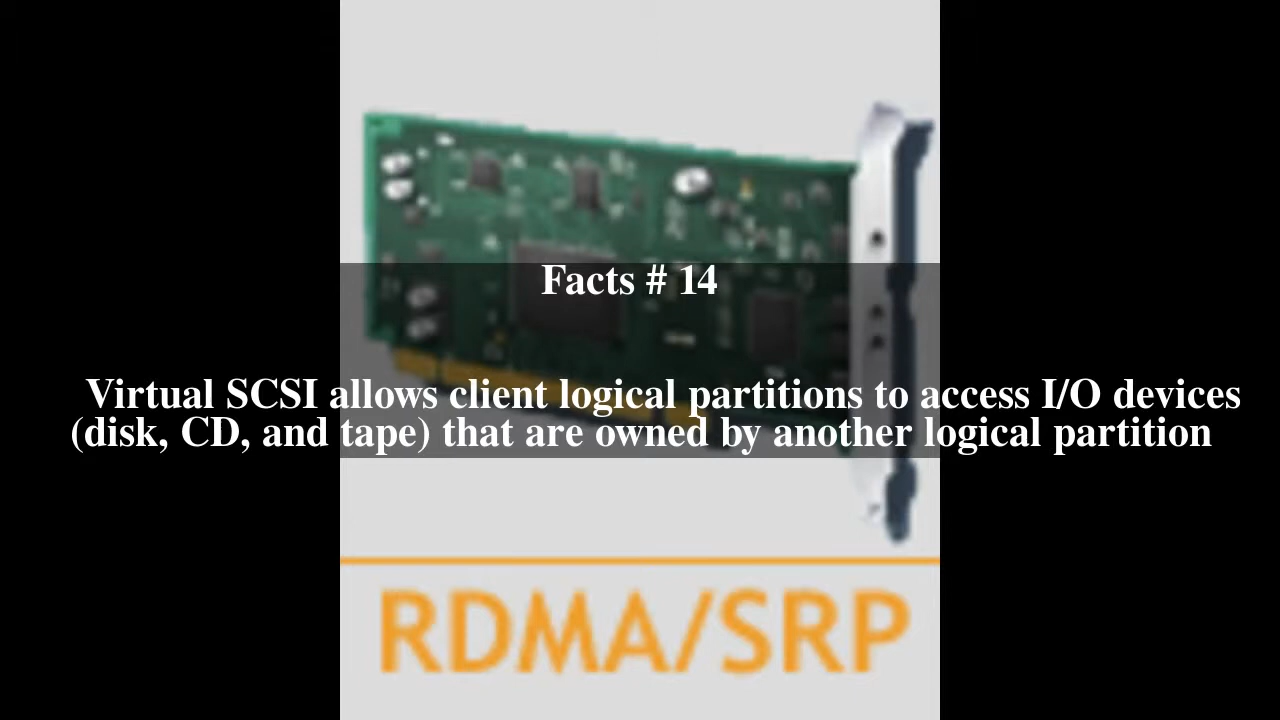 Facts # 14
Virtual SCSI allows client logical partitions to access I/O devices
(disk, CD, and tape) that are owned by another logical partition
RDMA/SRP